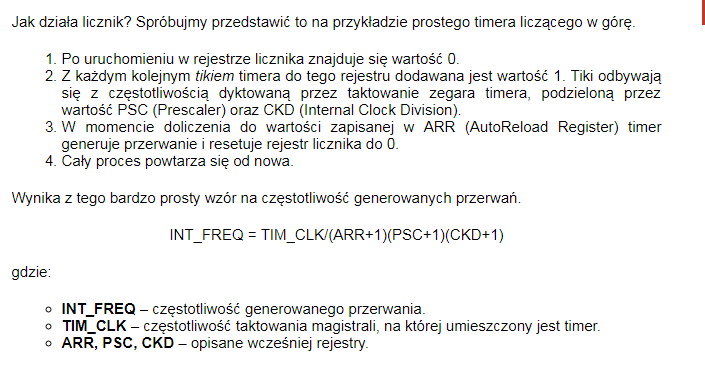 Jak działa licznik? Spróbujmy przedstawić to na przykładzie prostego timera liczącego w górę.
1. Po uruchomieniu w rejestrze licznika znajduje się wartość 0.
2. Z każdym kolejnym tikiem timera do tego rejestru dodawana jest wartość 1. Tiki odbywają
się z częstotliwością dyktowaną przez taktowanie zegara timera, podzieloną przez
wartość PSC (Prescaler) oraz CKD (Internal Clock Division).
3. W momencie doliczenia do wartości zapisanej w ARR (AutoReload Register) timer
generuje przerwanie i resetuje rejestr licznika do 0.
4. Cały proces powtarza się od nowa.
Wynika z tego bardzo prosty wzór na częstotliwość generowanych przerwań.
INT_FREQ = TIM_CLK/(ARR+1)(PSC+1)(CKD+1)
gdzie:
◦ INT_FREQ – częstotliwość generowanego przerwania.
◦ TIM_CLK – częstotliwość taktowania magistrali, na której umieszczony jest timer.
◦ ARR, PSC, CKD – opisane wcześniej rejestry.